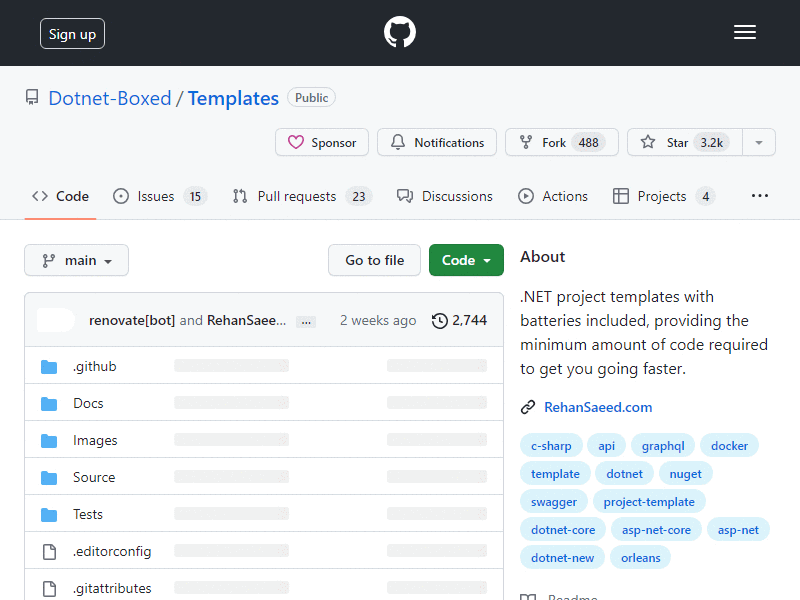 Sign up
Dotnet-Boxed / Templates Public
Sponsor Notifications Fork 488 Star 3.2k
Code Issues 15 Pull requests 23 Discussions Actions Projects 4 ...
main Go to file Code
renovate[bot] and RehanSaee... ... 2 weeks ago 2,744
.github
Docs
Images
Source
Tests
.editorconfig
.gitattributes
About
.NET project templates with
batteries included, providing the
minimum amount of code required
to get you going faster.
RehanSaeed.com
c-sharp api graphql docker
template dotnet nuget
swagger project-template
dotnet-core asp-net-core asp-net
dotnet-new orleans
Readme